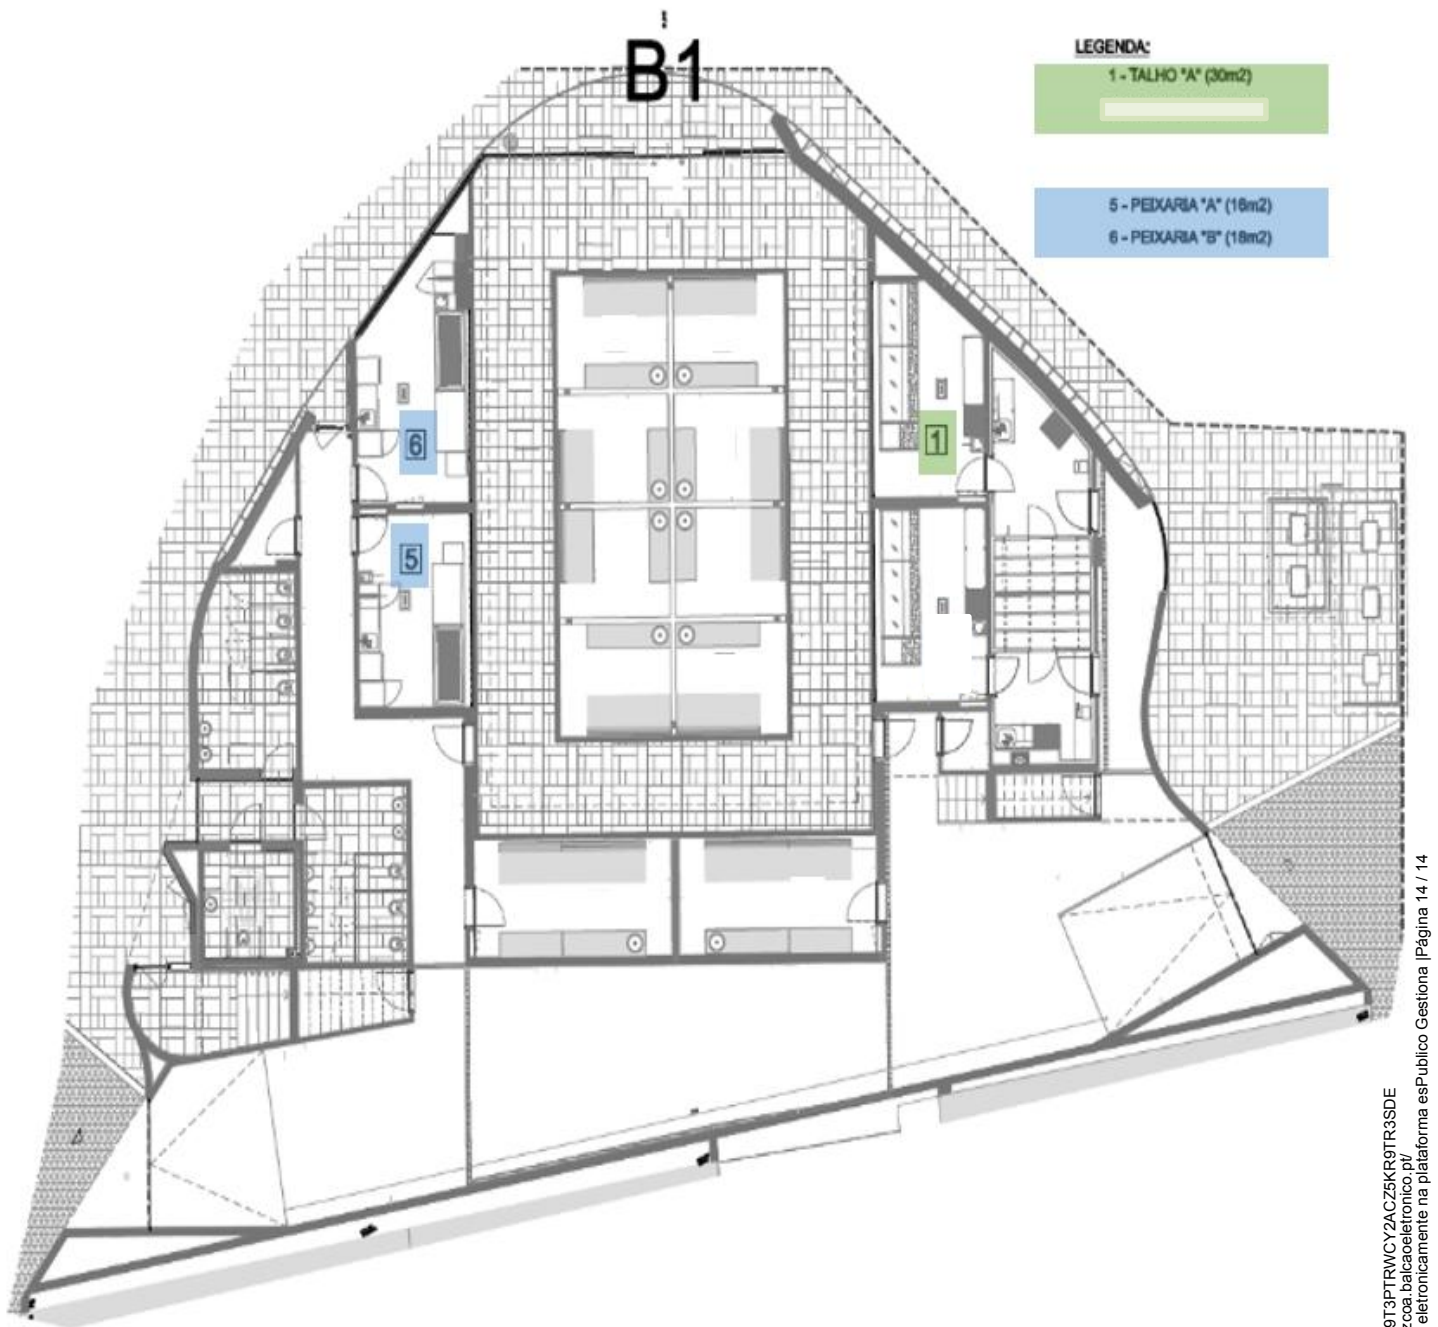 B1
LEGENDA:
1 - TALHO "A" (30m2)
5 - PEIXARIA "A" (16m2)
6 - PEIXARIA "B" (18m2)
6
1
5
9T3PTRWCY2ACZ5KR9TR3SDE
zcoa.balcaoeletronico.pt/
eletronicamente na plataforma esPublico Gestiona |Página 14 / 14